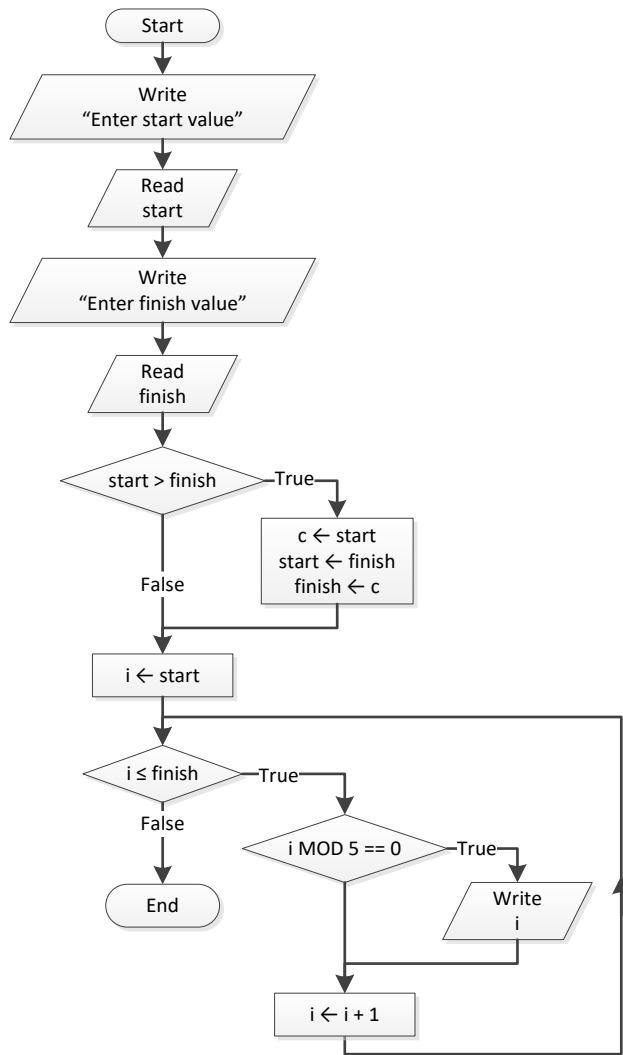 Start
Write
“Enter start value”
Read
start
Write
“Enter finish value”
Read
finish
start > finish
True
c ← start
start ← finish
finish ← c
False
i ← start
i ≤ finish
True
False
i MOD 5 == 0
True
End
Write
i
i ← i + 1